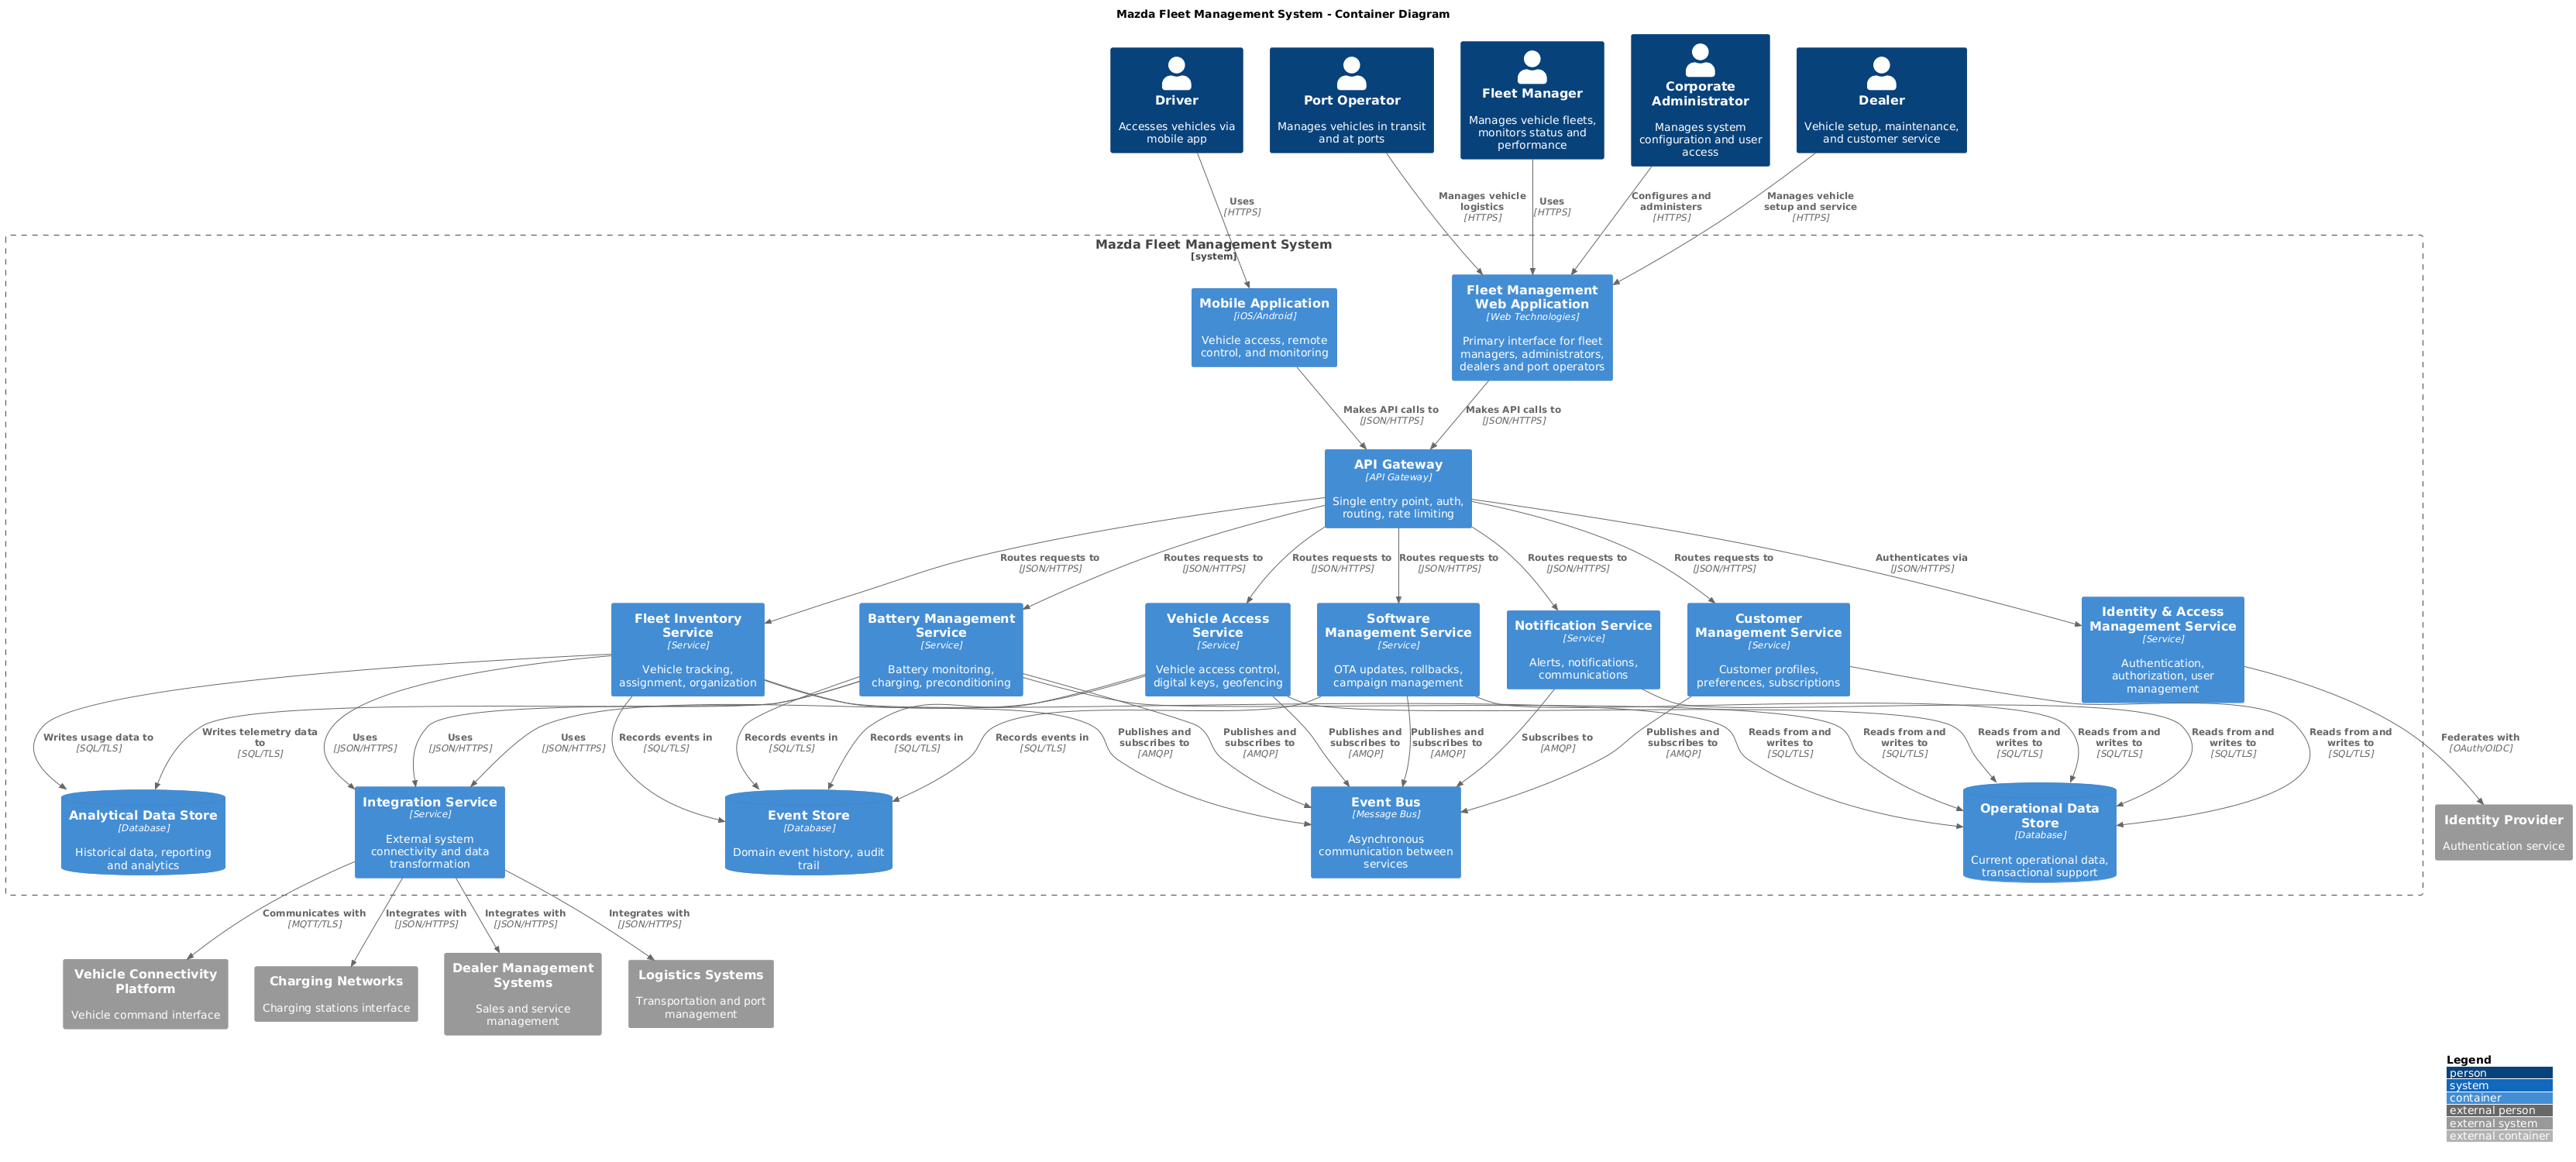 Mazda Fleet Management System - Container Diagram
Driver
Accesses vehicles via
mobile app
Port Operator
Manages vehicles in transit
and at ports
Fleet Manager
Manages vehicle fleets,
monitors status and
performance
Corporate
Administrator
Manages system
configuration and user
access
Dealer
Vehicle setup, maintenance,
and customer service
Uses
[HTTPS]
Manages vehicle
logistics
[HTTPS]
Uses
[HTTPS]
Configures and
administers
[HTTPS]
Manages vehicle
setup and service
[HTTPS]
Mazda Fleet Management System
[system]
Mobile Application
[iOS/Android]
Vehicle access, remote
control, and monitoring
Fleet Management
Web Application
[Web Technologies]
Primary interface for fleet
managers, administrators,
dealers and port operators
Makes API calls to
[JSON/HTTPS]
Makes API calls to
[JSON/HTTPS]
API Gateway
[API Gateway]
Single entry point, auth,
routing, rate limiting
Routes requests to
[JSON/HTTPS]
Routes requests to
[JSON/HTTPS]
Routes requests to
[JSON/HTTPS]
Routes requests to
[JSON/HTTPS]
Routes requests to
[JSON/HTTPS]
Routes requests to
[JSON/HTTPS]
Authenticates via
[JSON/HTTPS]
Fleet Inventory
Service
[Service]
Vehicle tracking,
assignment, organization
Battery Management
Service
[Service]
Battery monitoring,
charging, preconditioning
Vehicle Access
Service
[Service]
Vehicle access control,
digital keys, geofencing
Software
Management Service
[Service]
OTA updates, rollbacks,
campaign management
Notification Service
[Service]
Alerts, notifications,
communications
Customer
Management Service
[Service]
Customer profiles,
preferences, subscriptions
Identity & Access
Management Service
[Service]
Authentication,
authorization, user
management
Writes usage data to
[SQL/TLS]
Writes telemetry data
to
[SQL/TLS]
Uses
[JSON/HTTPS]
Uses
[JSON/HTTPS]
Uses
[JSON/HTTPS]
Records events in
[SQL/TLS]
Records events in
[SQL/TLS]
Records events in
[SQL/TLS]
Records events in
[SQL/TLS]
Publishes and
subscribes to
[AMQP]
Publishes and
subscribes to
[AMQP]
Publishes and
subscribes to
[AMQP]
Publishes and
subscribes to
[AMQP]
Subscribes to
[AMQP]
Publishes and
subscribes to
[AMQP]
Reads from and
writes to
[SQL/TLS]
Reads from and
writes to
[SQL/TLS]
Reads from and
writes to
[SQL/TLS]
Reads from and
writes to
[SQL/TLS]
Reads from and
writes to
[SQL/TLS]
Reads from and
writes to
[SQL/TLS]
Federates with
[OAuth/OIDC]
Analytical Data Store
[Database]
Historical data, reporting
and analytics
Integration Service
[Service]
External system
connectivity and data
transformation
Event Store
[Database]
Domain event history, audit
trail
Event Bus
[Message Bus]
Asynchronous
communication between
services
Operational Data
Store
[Database]
Current operational data,
transactional support
Identity Provider
Authentication service
Communicates with
[MQTT/TLS]
Integrates with
[JSON/HTTPS]
Integrates with
[JSON/HTTPS]
Integrates with
[JSON/HTTPS]
Vehicle Connectivity
Platform
Vehicle command interface
Charging Networks
Charging stations interface
Dealer Management
Systems
Sales and service
management
Logistics Systems
Transportation and port
management
Legend
person
system
container
external person
external system
external container